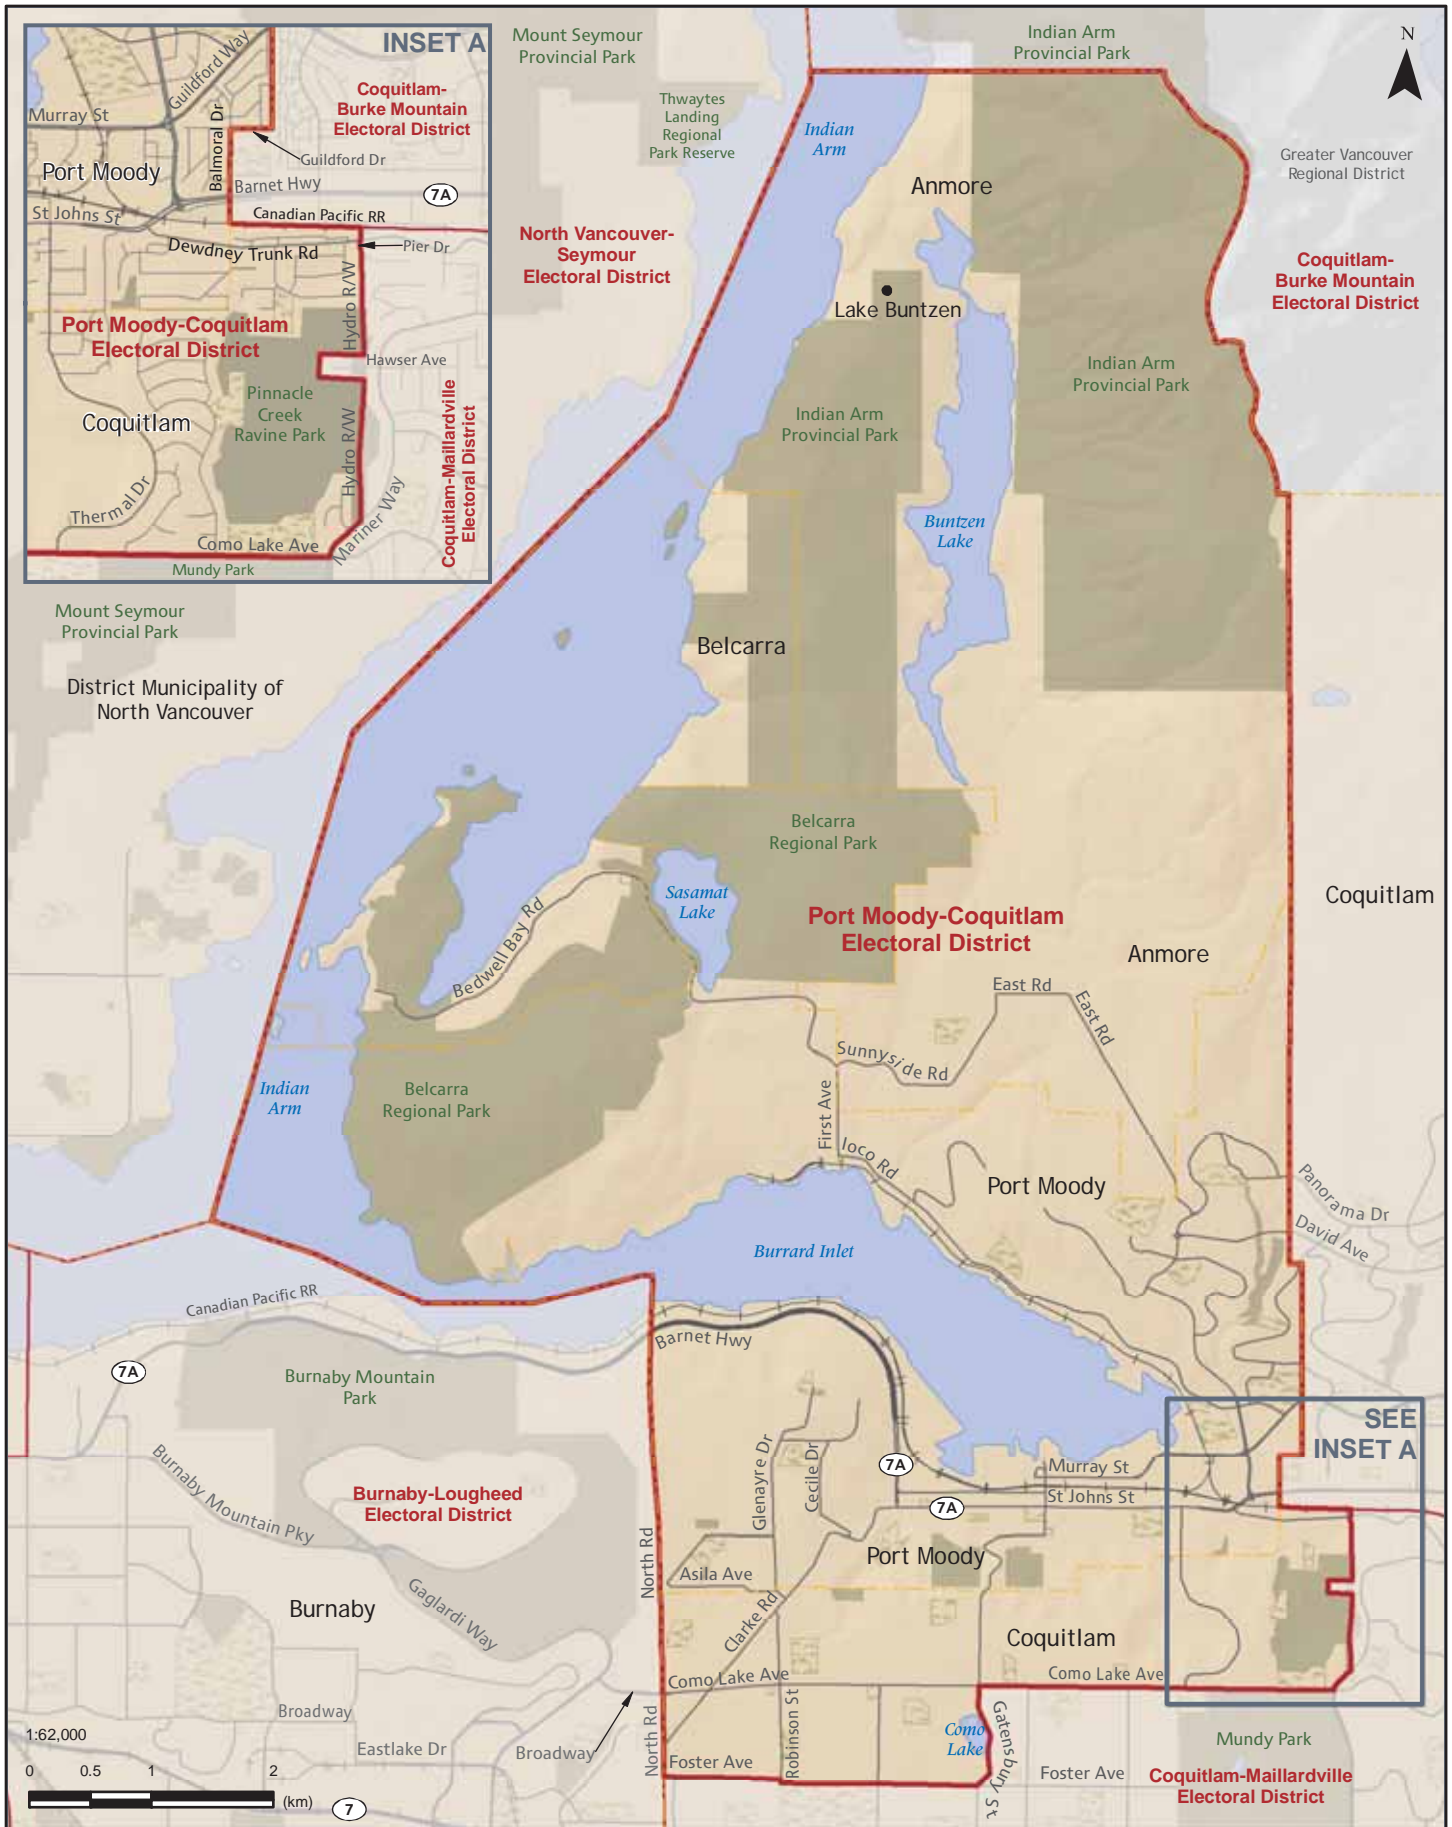 INSET A
Guildford Way
Coquitlam-
Burke Mountain
Electoral District
Murray St
Balmoral Dr
Guildford Dr
Port Moody
Barnet Hwy
7A
St Johns St
Canadian Pacific RR
Dewdney Trunk Rd
Pier Dr
Hydro R/W
Port Moody-Coquitlam
Electoral District
Hawser Ave
Pinnacle
Creek
Ravine Park
Coquitlam
Hydro R/W
Coquitlam-Maillardville
Electoral District
Thermal Dr
Mariner Way
Como Lake Ave
Mundy Park
Mount Seymour
Provincial Park
Thwaytes
Landing
Regional
Park Reserve
Indian Arm
Provincial Park
N
Indian
Arm
Anmore
Greater Vancouver
Regional District
North Vancouver-
Seymour
Electoral District
Coquitlam-
Burke Mountain
Electoral District
Lake Buntzen
Indian Arm
Provincial Park
Indian Arm
Provincial Park
Buntzen
Lake
Mount Seymour
Provincial Park
Belcarra
District Municipality of
North Vancouver
Belcarra
Regional Park
Sasamat
Lake
Bedwell Bay Rd
Port Moody-Coquitlam
Electoral District
Coquitlam
Anmore
East Rd
East Rd
Sunnyside Rd
Indian
Arm
Belcarra
Regional Park
First Ave
Ioco Rd
Port Moody
Panorama Dr
David Ave
Burrard Inlet
Canadian Pacific RR
Barnet Hwy
7A
Burnaby Mountain
Park
SEE
INSET A
Glenayre Dr
Cecile Dr
7A
Murray St
St Johns St
7A
Burnaby Mountain Pky
Burnaby-Lougheed
Electoral District
North Rd
Port Moody
Asila Ave
Gaglardi Way
Burnaby
Clarke Rd
Coquitlam
Como Lake Ave
Como Lake Ave
Broadway
1:62,000
North Rd
Robinson St
Como
Lake
Gatensbury St
Mundy Park
Eastlake Dr
Broadway
Foster Ave
Foster Ave
Coquitlam-Maillardville
Electoral District
0 0.5 1 2
(km)
7